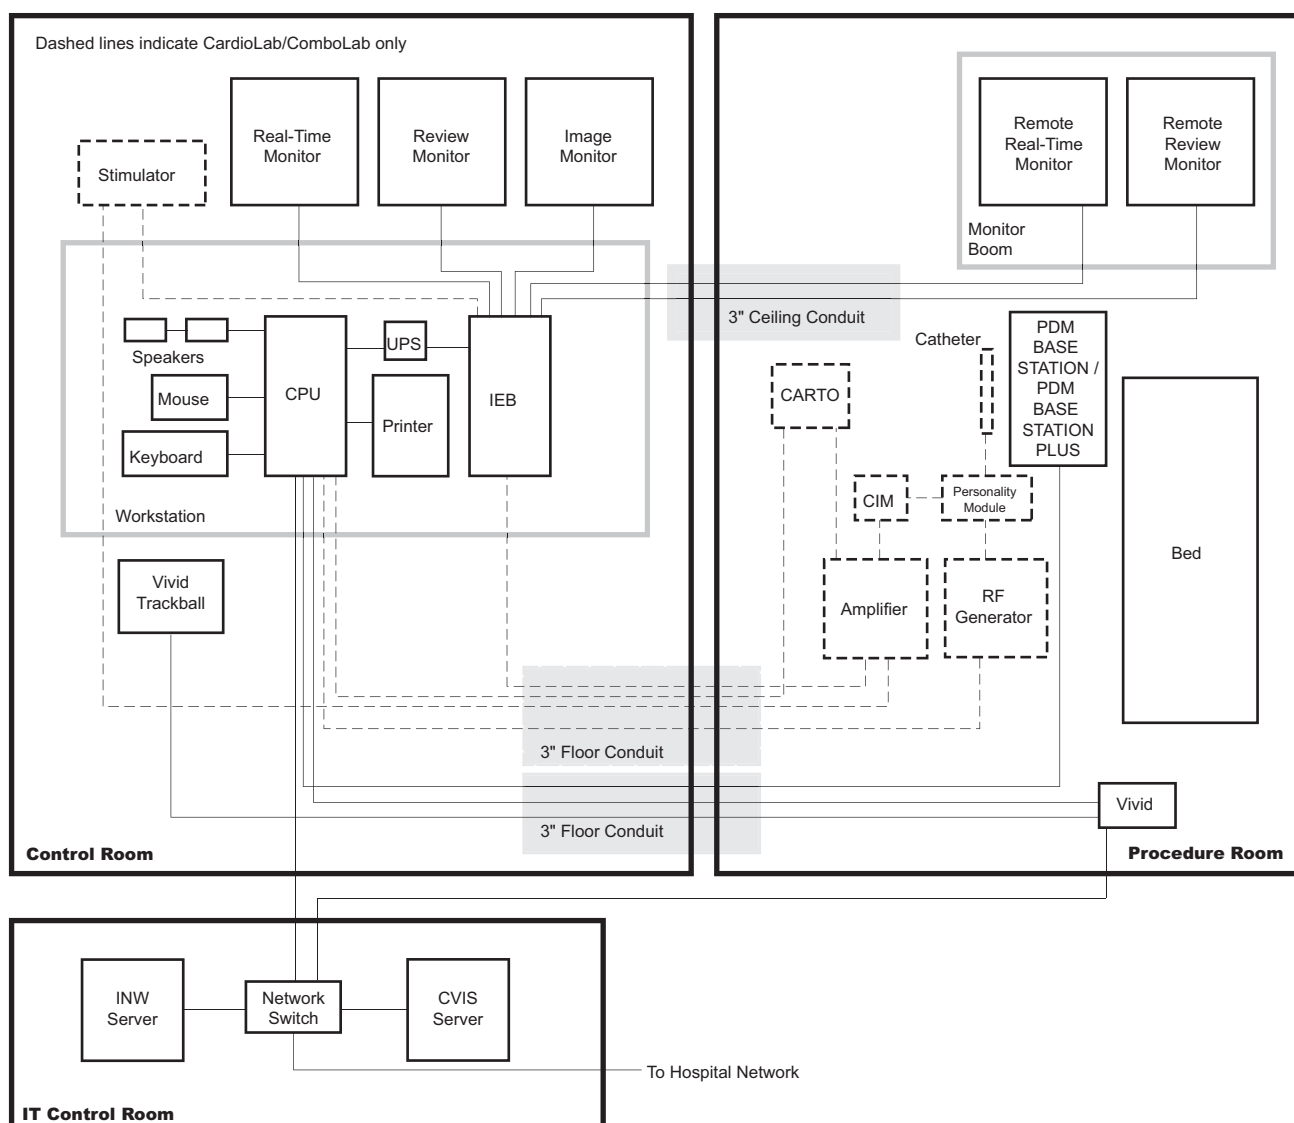 Dashed lines indicate CardioLab/ComboLab only
Stimulator
Real-Time
Monitor
Review
Monitor
Image
Monitor
Remote
Real-Time
Monitor
Remote
Review
Monitor
Monitor
Boom
3" Ceiling Conduit
Speakers
Mouse
Keyboard
CPU
UPS
Printer
IEB
Workstation
Vivid
Trackball
CARTO
Catheter
PDM
BASE
STATION /
PDM
BASE
STATION
PLUS
CIM
Personality
Module
Amplifier
RF
Generator
Bed
3" Floor Conduit
3" Floor Conduit
Vivid
Control Room
Procedure Room
INW
Server
Network
Switch
CVIS
Server
To Hospital Network
IT Control Room